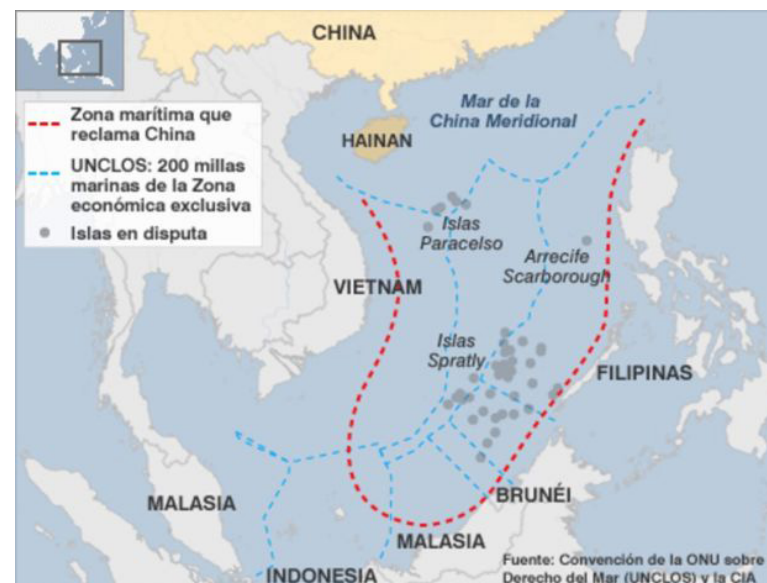 CHINA
Mar de la
China Meridional
Zona marítima que
reclama China
HAINAN
UNCLOS: 200 millas
marinas de la Zona
económica exclusiva
Islas en disputa
Islas
Paracelso
Arrecife
Scarborough
VIETNAM
Islas
Spratly
FILIPINAS
MALASIA
BRUNÉI
MALASIA
INDONESIA
Fuente: Convención de la ONU sobre
Derecho del Mar (UNCLOS) y la CIA